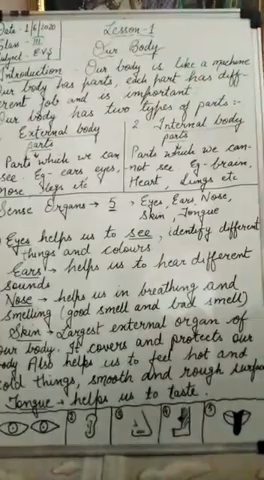 Date - 1/6/2020
Class - III
Subject - EVS
Lesson - 1
Our Body
Introduction - Our body is like a machine
Our body has parts, each part has diff-
erent job and is important
Our body has two types of parts :-
External body
parts
Parts which we can
see. Eg - ears eyes,
nose legs etc
2 Internal body
parts
Parts which we can-
not see. Eg - brain,
Heart, Lungs etc
Sense Organs → 5 → Eyes, Ears, Nose,
Skin, Tongue
Eyes helps us to see, identify different
things and colours.
Ears → helps us to hear different
sounds
Nose → helps us in breathing and
smelling (good smell and bad smell)
Skin → Largest external organ of
our body. It covers and protects our
body Also helps us to feel hot and
cold things, smooth and rough surface
Tongue → helps us to taste.